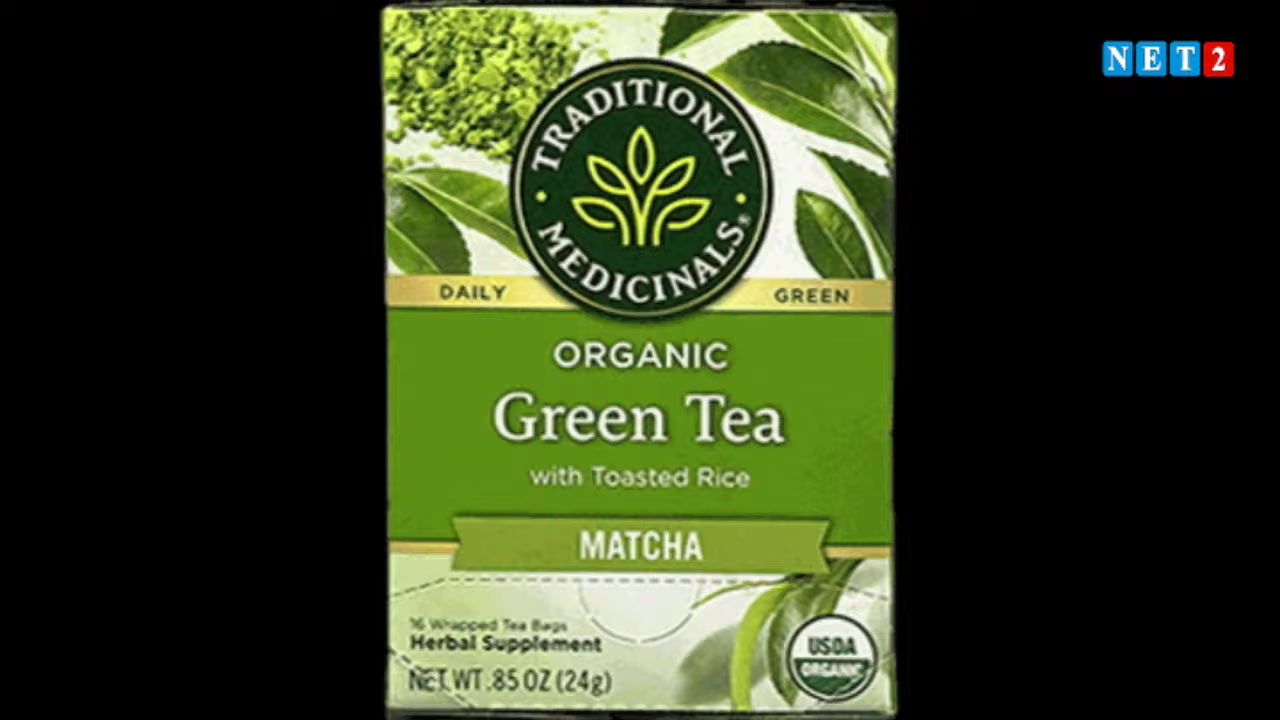 NET2
TRADITIONAL
MEDICINALS®
DAILY
GREEN
ORGANIC
Green Tea
with Toasted Rice
MATCHA
16 Wrapped Tea Bags
Herbal Supplement
NET WT .85 OZ (24g)
USDA
ORGANIC